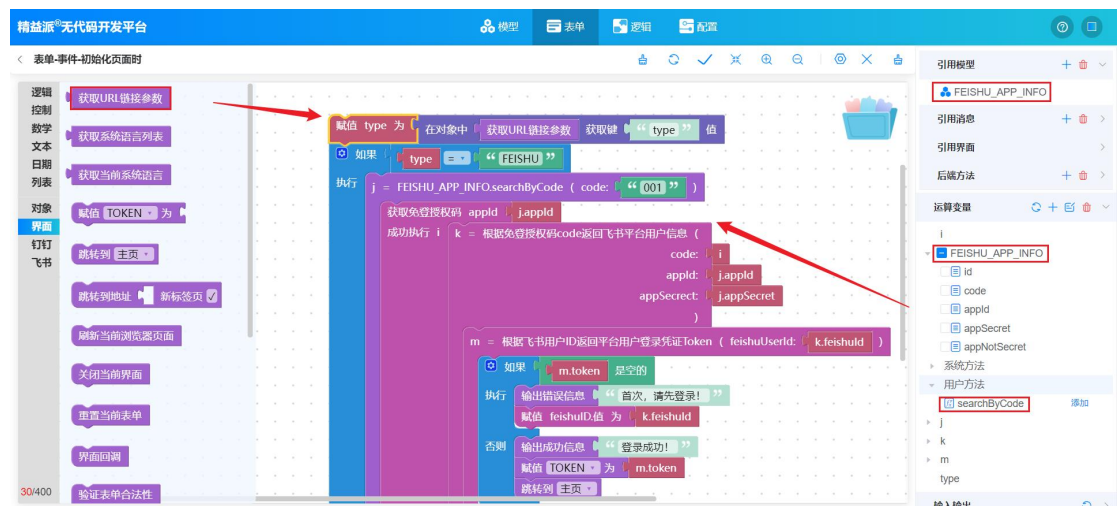 精益派®无代码开发平台
模型
表单
逻辑
配置
表单-事件-初始化页面时
逻辑
控制
数学
文本
日期
列表
对象
界面
钉钉
飞书
30/400
获取URL链接参数
获取系统语言列表
获取当前系统语言
赋值 TOKEN 为
跳转到 主页
跳转到地址 新标签页
刷新当前浏览器页面
关闭当前界面
重置当前表单
界面回调
验证表单合法性
赋值 type 为 在对象中 获取URL链接参数 获取键 “ type ” 值
如果 type = “ FEISHU ”
执行 j = FEISHU_APP_INFO.searchByCode ( code: “ 001 ” )
获取免登授权码 appId j.appId
成功执行 i k = 根据免登授权码code返回飞书平台用户信息 (
code: i
appId: j.appId
appSecrect: j.appSecret
)
m = 根据飞书用户ID返回平台用户登录凭证Token ( feishuUserId: k.feishuId )
如果 m.token 是空的
执行 输出错误信息 “ 首次，请先登录! ”
赋值 feishuID.值 为 k.feishuId
否则 输出成功信息 “ 登录成功! ”
赋值 TOKEN 为 m.token
跳转到 主页
引用模型
FEISHU_APP_INFO
引用消息
引用界面
后端方法
运算变量
i
FEISHU_APP_INFO
id
code
appId
appSecret
appNotSecret
系统方法
用户方法
searchByCode 添加
j
k
m
type
输入输出